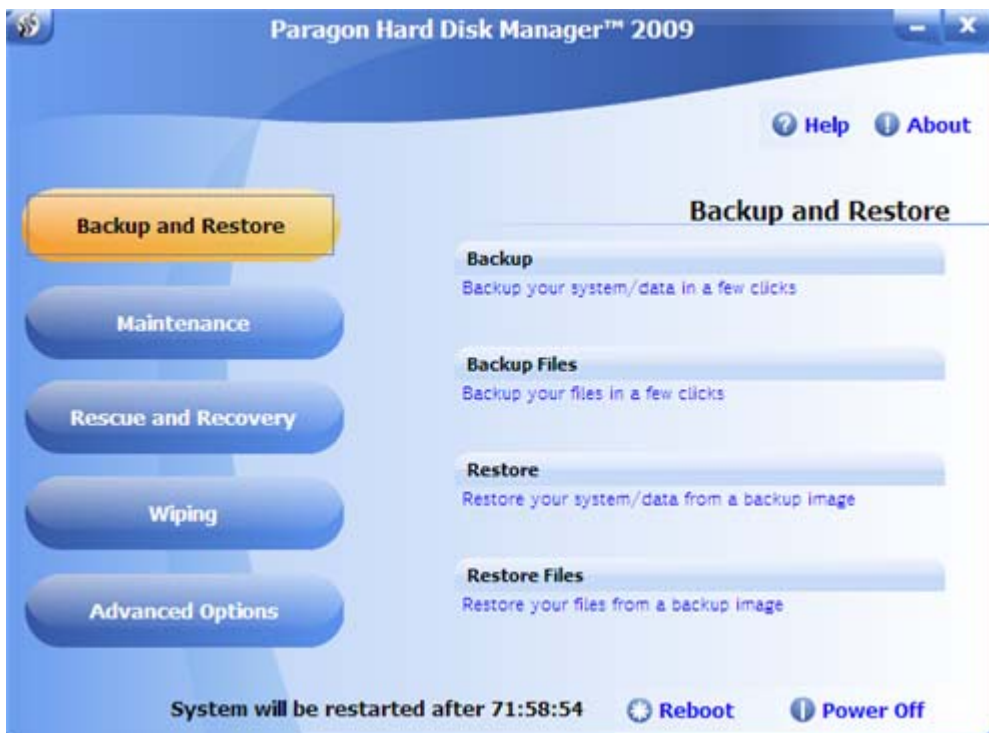 Paragon Hard Disk Manager™ 2009
Help About
Backup and Restore
Maintenance
Rescue and Recovery
Wiping
Advanced Options
Backup and Restore
Backup
Backup your system/data in a few clicks
Backup Files
Backup your files in a few clicks
Restore
Restore your system/data from a backup image
Restore Files
Restore your files from a backup image
System will be restarted after 71:58:54 Reboot Power Off